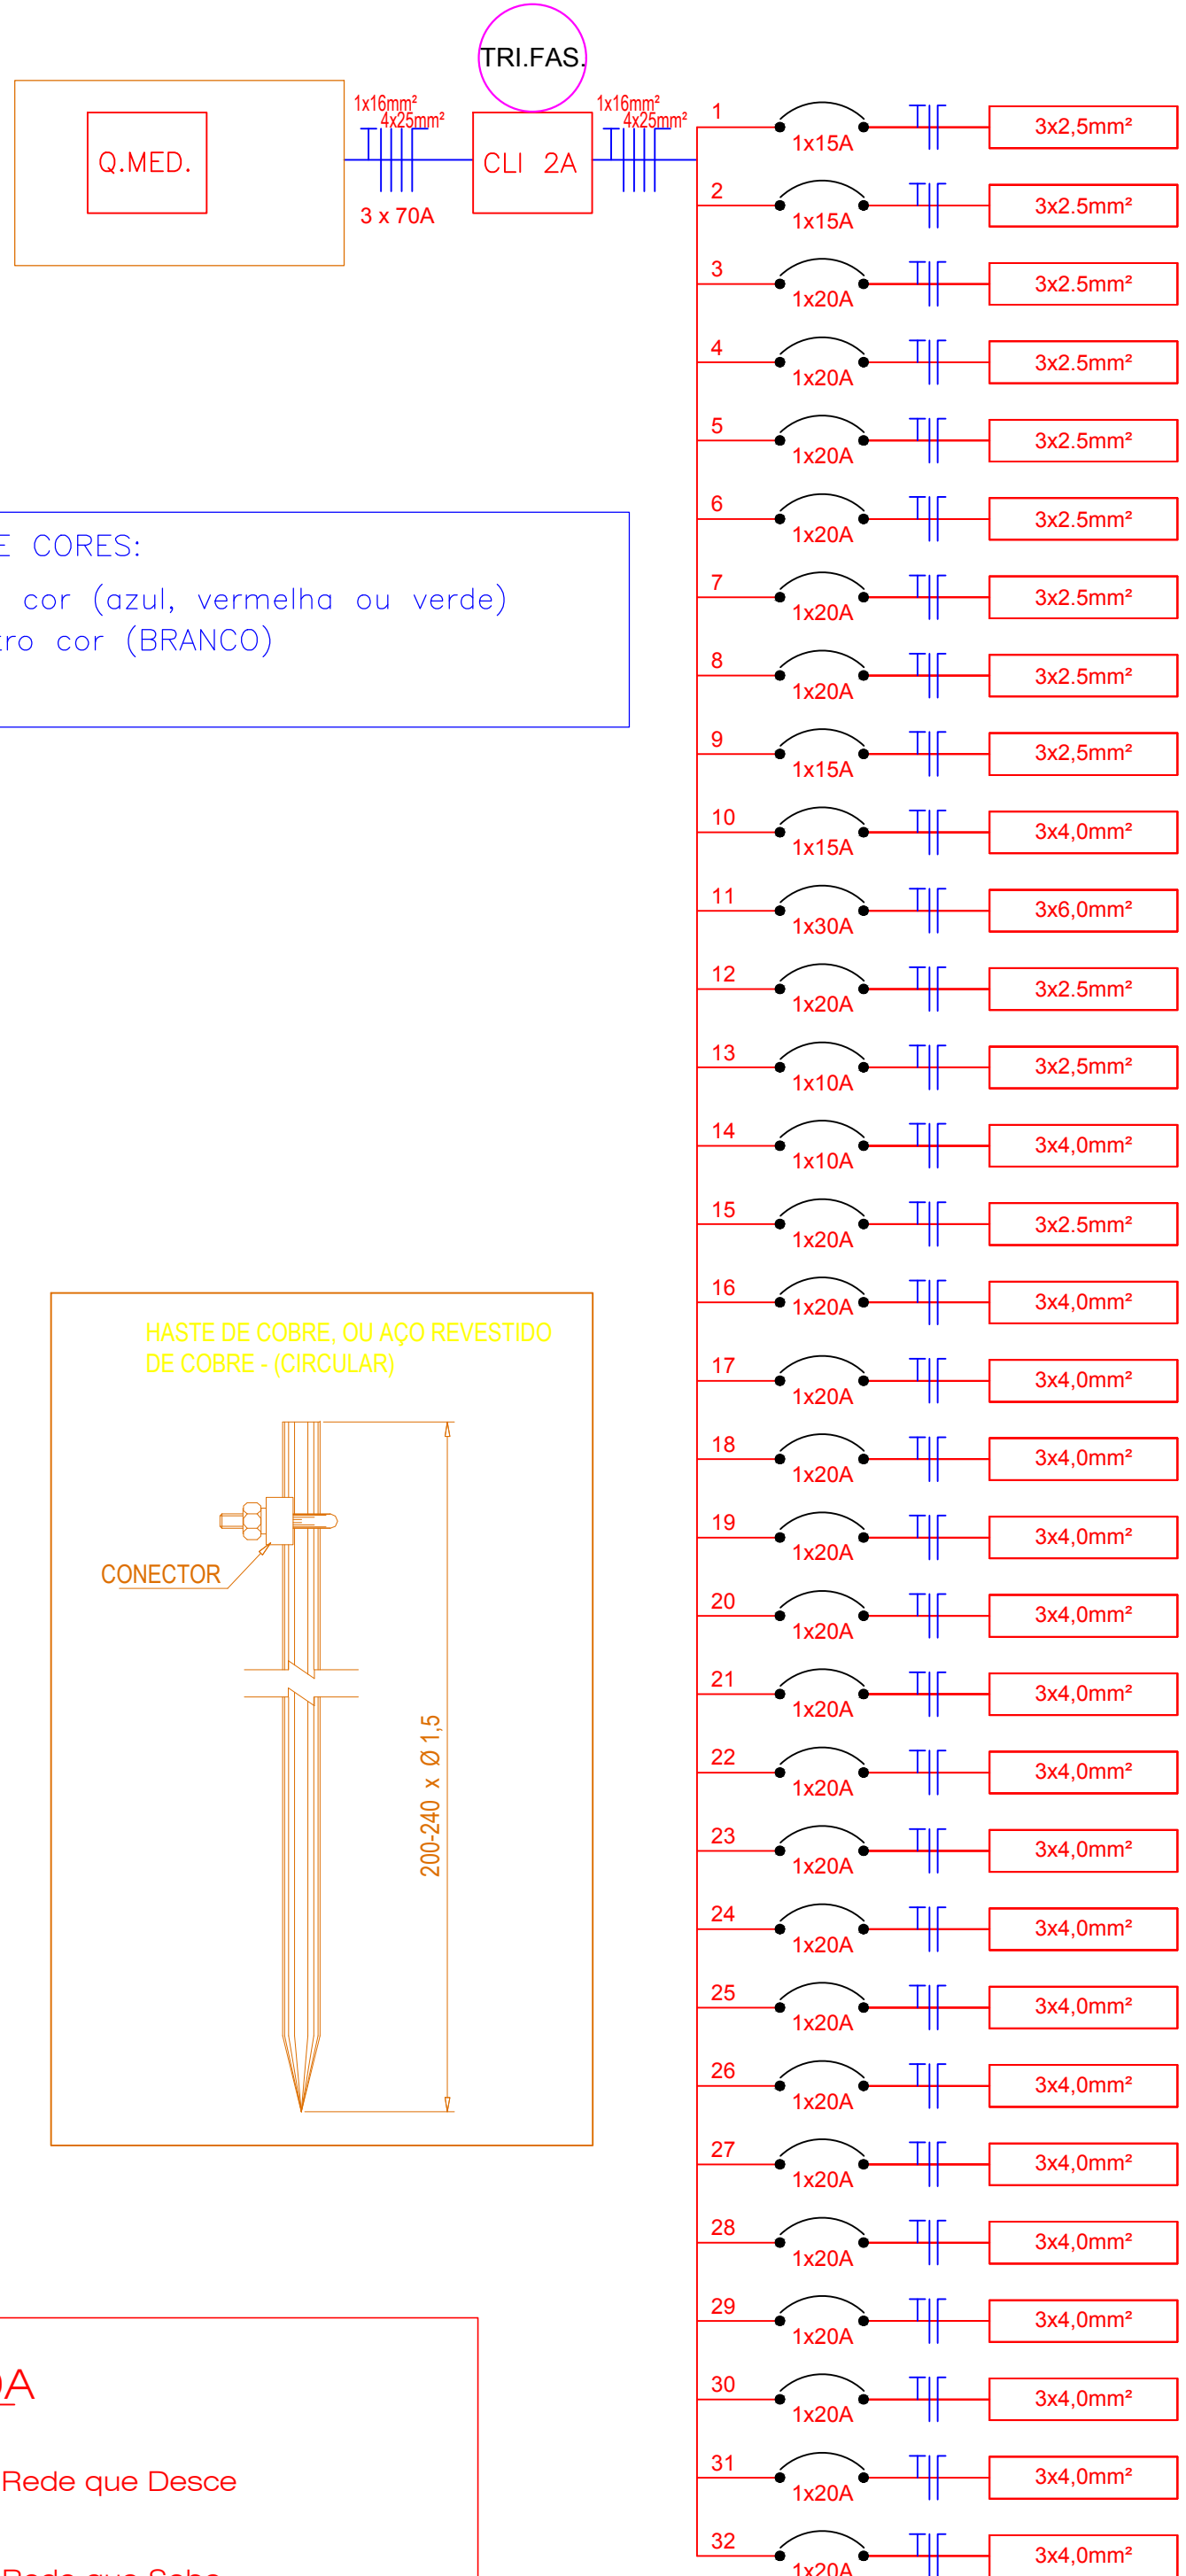 TRI.FAS.
Q.MED.
1x16mm²
4x25mm²
3 x 70A
CLI 2A
1x16mm²
4x25mm²
1
1x15A
3x2,5mm²
2
1x15A
3x2.5mm²
3
1x20A
3x2.5mm²
4
1x20A
3x2.5mm²
5
1x20A
3x2.5mm²
6
1x20A
3x2.5mm²
7
1x20A
3x2.5mm²
8
1x20A
3x2.5mm²
9
1x15A
3x2,5mm²
10
1x15A
3x4,0mm²
11
1x30A
3x6,0mm²
12
1x20A
3x2.5mm²
13
1x10A
3x2,5mm²
14
1x10A
3x4,0mm²
15
1x20A
3x2.5mm²
16
1x20A
3x4,0mm²
17
1x20A
3x4,0mm²
18
1x20A
3x4,0mm²
19
1x20A
3x4,0mm²
20
1x20A
3x4,0mm²
21
1x20A
3x4,0mm²
22
1x20A
3x4,0mm²
23
1x20A
3x4,0mm²
24
1x20A
3x4,0mm²
25
1x20A
3x4,0mm²
26
1x20A
3x4,0mm²
27
1x20A
3x4,0mm²
28
1x20A
3x4,0mm²
29
1x20A
3x4,0mm²
30
1x20A
3x4,0mm²
31
1x20A
3x4,0mm²
32
1x20A
3x4,0mm²
E CORES:
cor (azul, vermelha ou verde)
tro cor (BRANCO)
HASTE DE COBRE, OU AÇO REVESTIDO
DE COBRE - (CIRCULAR)
CONECTOR
200-240 x Ø 1,5
DA
Rede que Desce
Rede que Sobe